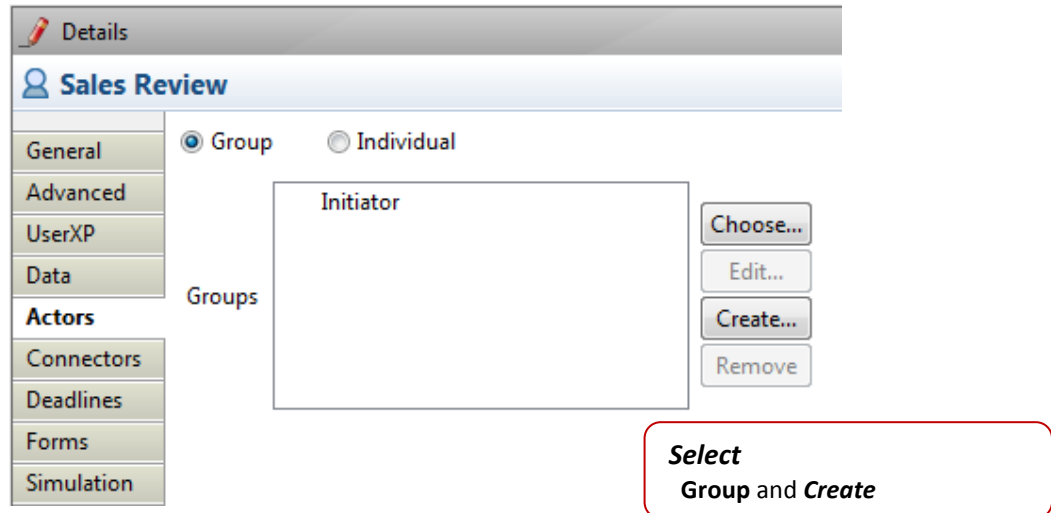 Details
Sales Review
General
Advanced
UserXP
Data
Actors
Connectors
Deadlines
Forms
Simulation
Group Individual
Groups
Initiator
Choose...
Edit...
Create...
Remove
Select
Group and Create